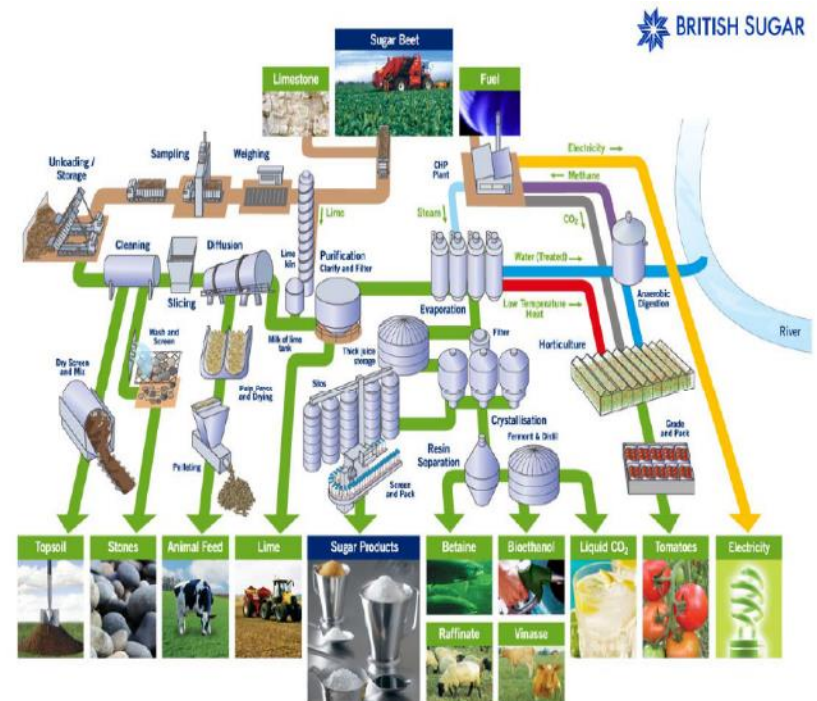 BRITISH SUGAR
Sugar Beet
Limestone
Fuel
Unloading /
Storage
Sampling
Weighing
CHP
Plant
Electricity →
← Methane
CO₂
Lime
Steam
Cleaning
Diffusion
Slicing
Lime
kiln
Purification
Clarify and Filter
Evaporation
Water (Treated) →
Low Temperature →
Heat
Anaerobic
Digestion
River
Horticulture
Milk of lime
tank
Thick juice
storage
Filter
Wash and
Screen
Dry Screen
and Mix
Pulp Press
and Drying
Silos
Crystallisation
Pelleting
Resin
Separation
Ferment & Distil
Grade
and Pack
Screen
and Pack
Topsoil
Stones
Animal Feed
Lime
Sugar Products
Betaine
Bioethanol
Liquid CO₂
Tomatoes
Electricity
Raffinate
Vinasse